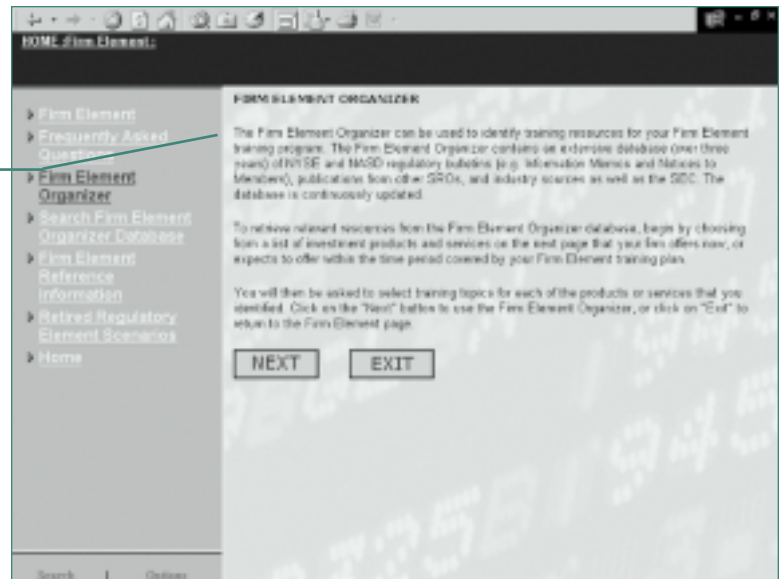 HOME :Firm Element:
Firm Element
Frequently Asked
Questions
Firm Element
Organizer
Search Firm Element
Organizer Database
Firm Element
Reference
Information
Retired Regulatory
Element Scenarios
Home
Search | Options
FIRM ELEMENT ORGANIZER
The Firm Element Organizer can be used to identify training resources for your Firm Element
training program. The Firm Element Organizer contains an extensive database (over three
years) of NYSE and NASD regulatory bulletins (e.g. Information Memos and Notices to
Members), publications from other SROs, and industry sources as well as the SEC. The
database is continuously updated.
To retrieve relevant resources from the Firm Element Organizer database, begin by choosing
from a list of investment products and services on the next page that your firm offers now, or
expects to offer within the time period covered by your Firm Element training plan.
You will then be asked to select training topics for each of the products or services that you
identified. Click on the "Next" button to use the Firm Element Organizer, or click on "Exit" to
return to the Firm Element page.
NEXT EXIT